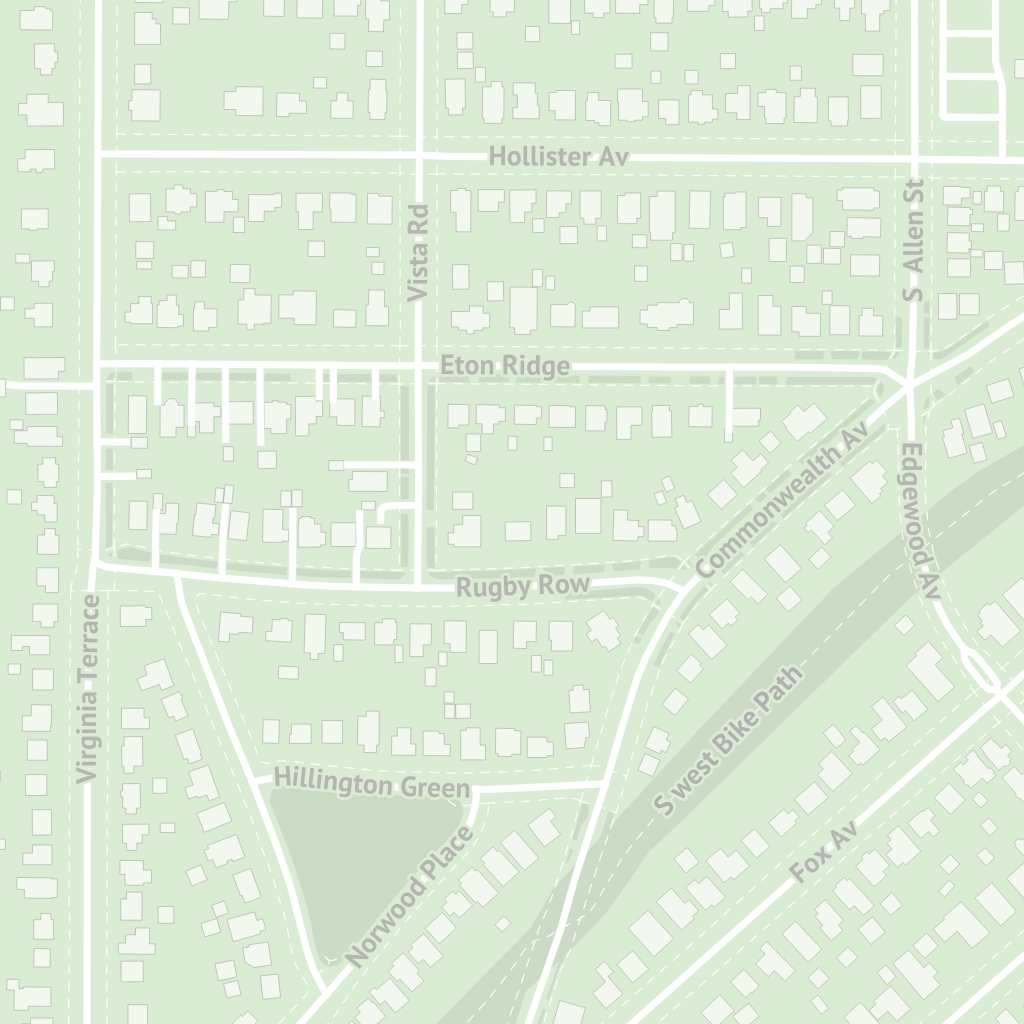 Hollister Av
Vista Rd
S Allen St
Eton Ridge
Commonwealth Av
Edgewood Av
Rugby Row
Virginia Terrace
S west Bike Path
Hillington Green
Norwood Place
Fox Av